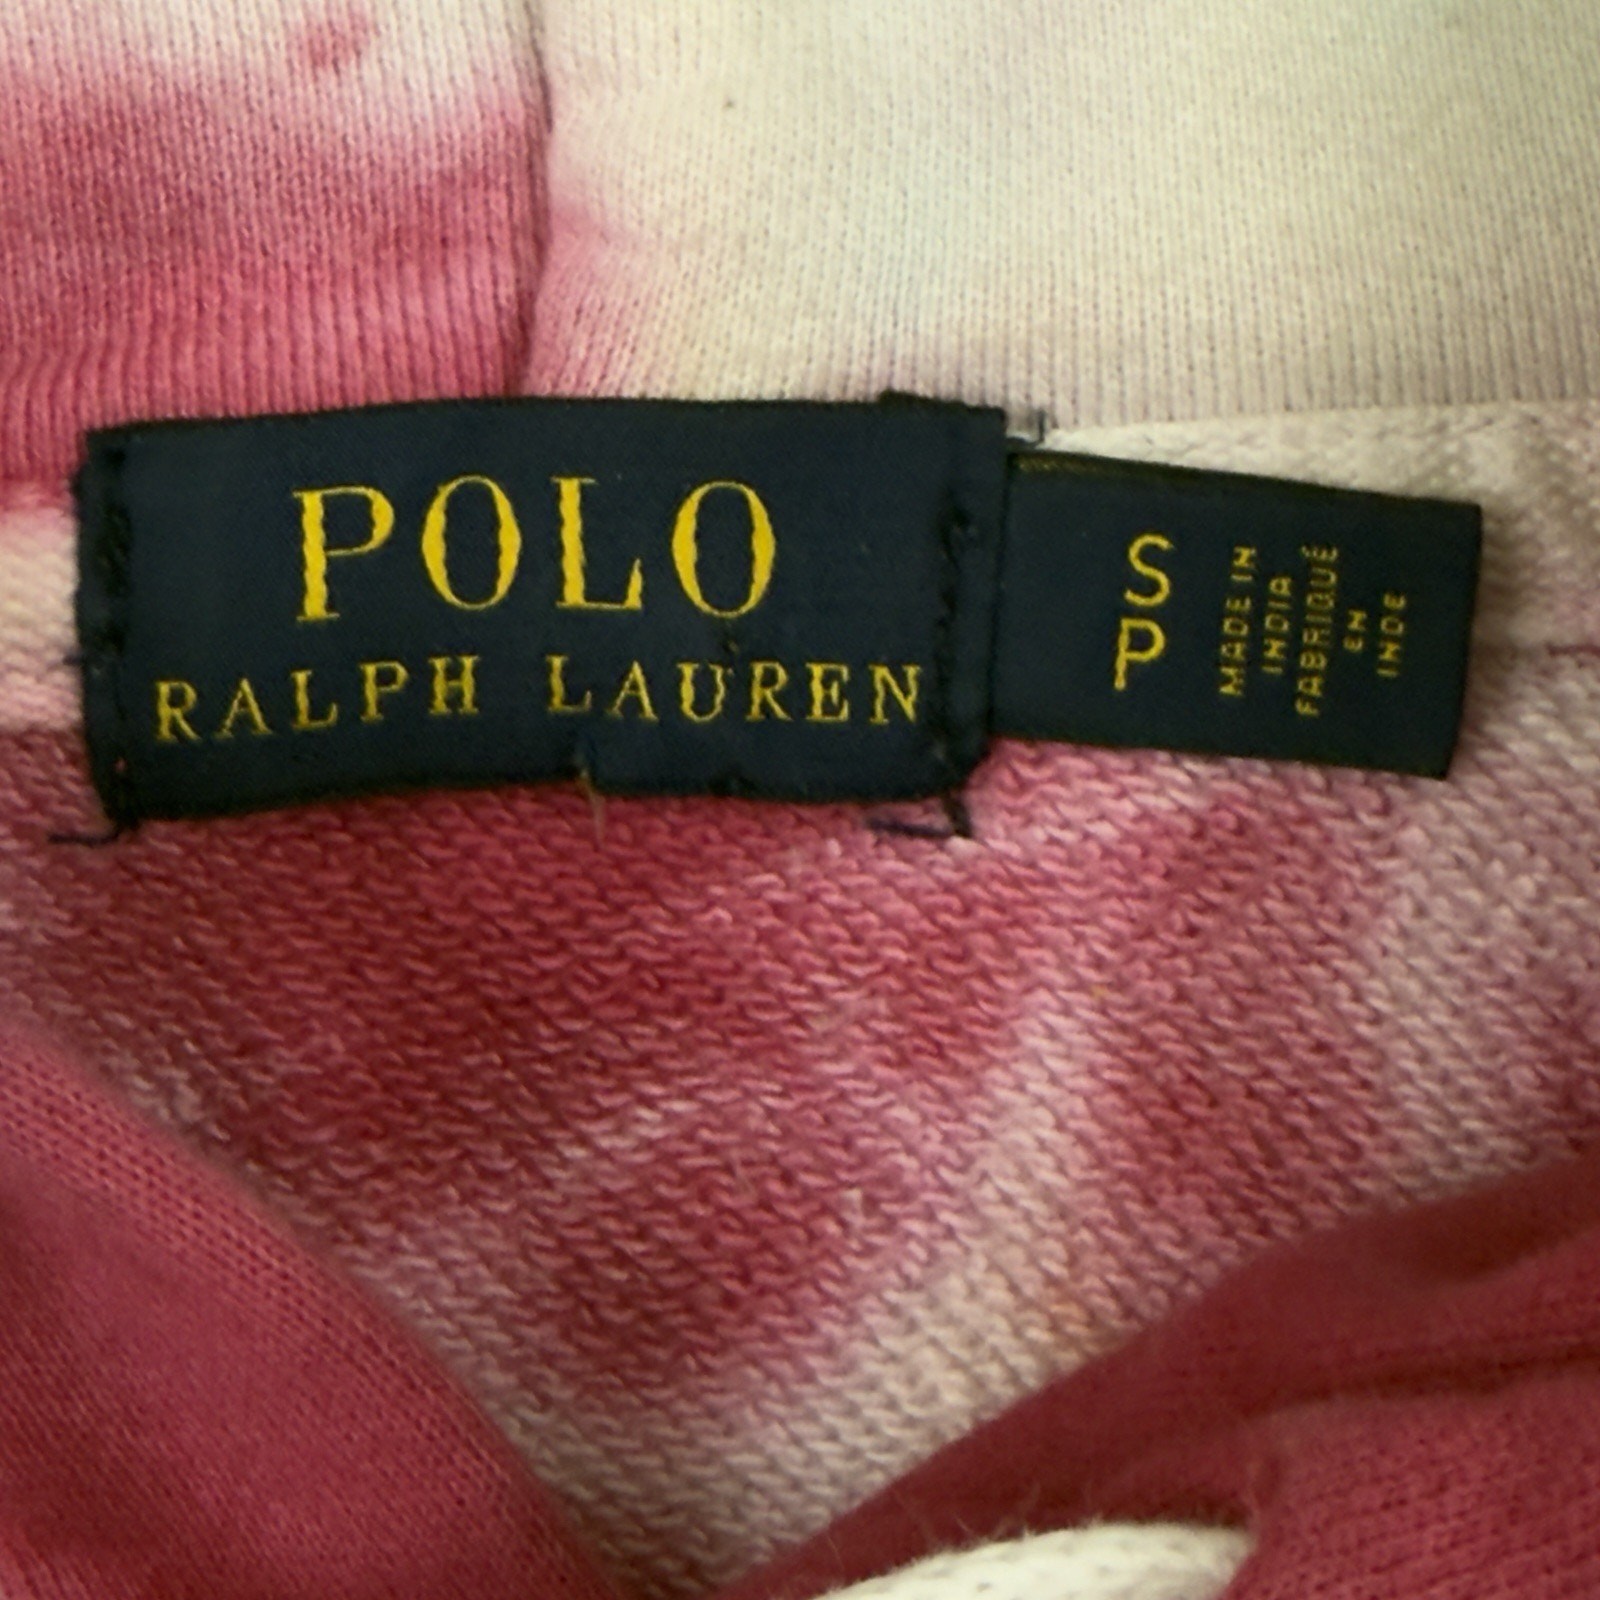 POLO
RALPH LAUREN
S
P
MADE IN
INDIA
FABRIQUÉ
EN
INDE